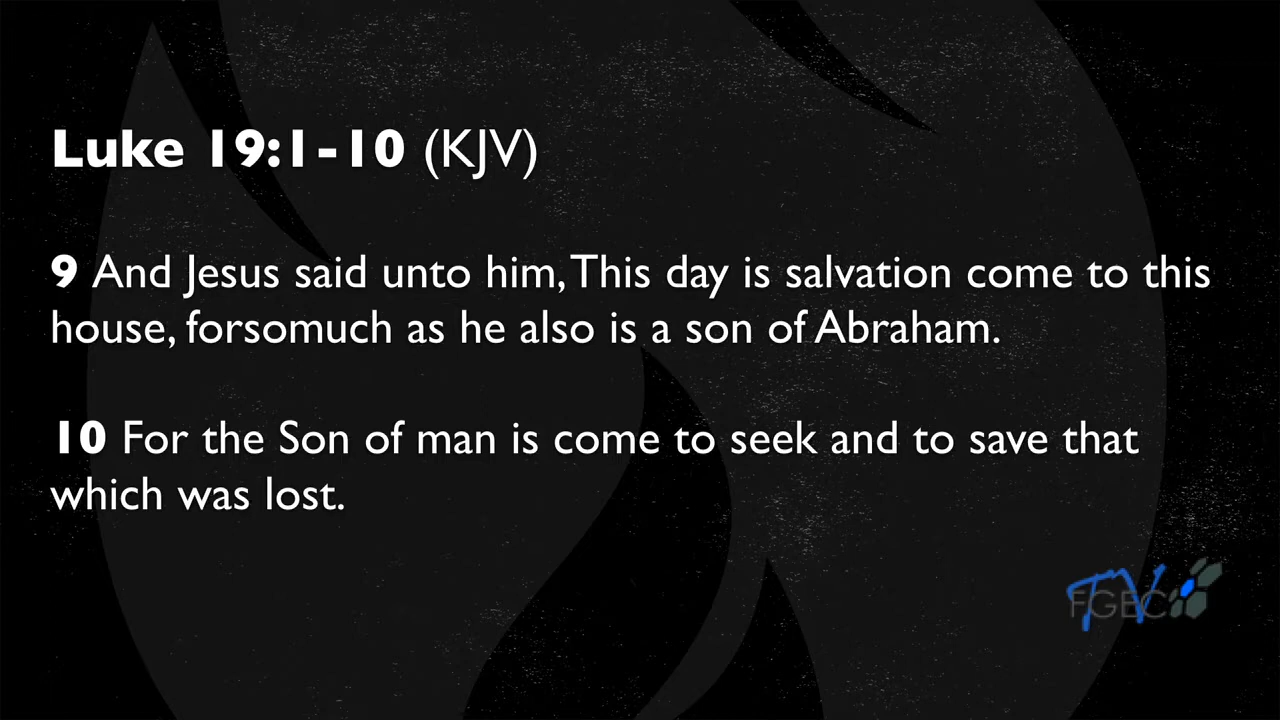 Luke 19:1-10 (KJV)
9 And Jesus said unto him, This day is salvation come to this
house, forsomuch as he also is a son of Abraham.
10 For the Son of man is come to seek and to save that
which was lost.
TV
FGEC